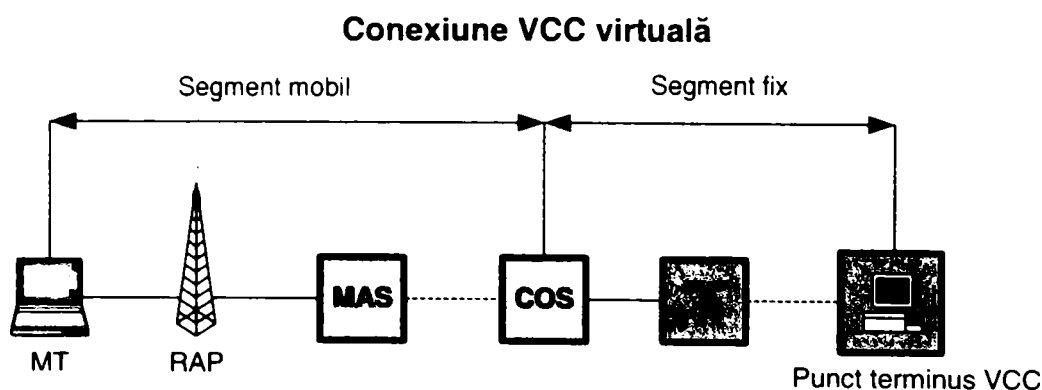 Conexiune VCC virtuală
Segment mobil
Segment fix
MAS
COS
MT
RAP
Punct terminus VCC